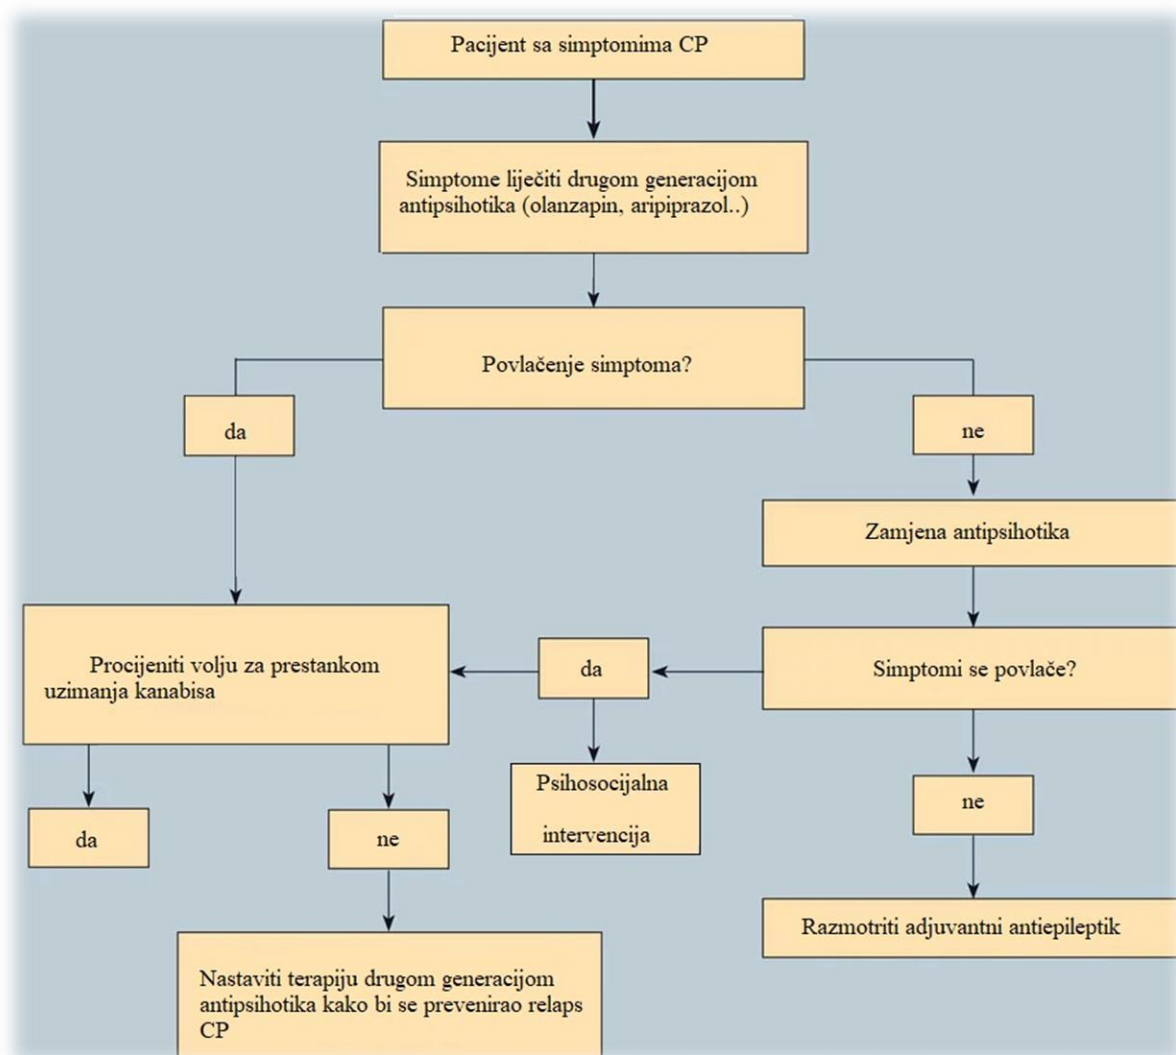 Pacijent sa simptomima CP
Simptome liječiti drugom generacijom
antipsihotika (olanzapin, aripiprazol..)
Povlačenje simptoma?
da
ne
Zamjena antipsihotika
Procijeniti volju za prestankom
uzimanja kanabisa
da
Simptomi se povlače?
Psihosocijalna
intervencija
da
ne
ne
Razmotriti adjuvantni antiepileptik
Nastaviti terapiju drugom generacijom
antipsihotika kako bi se prevenirao relaps
CP